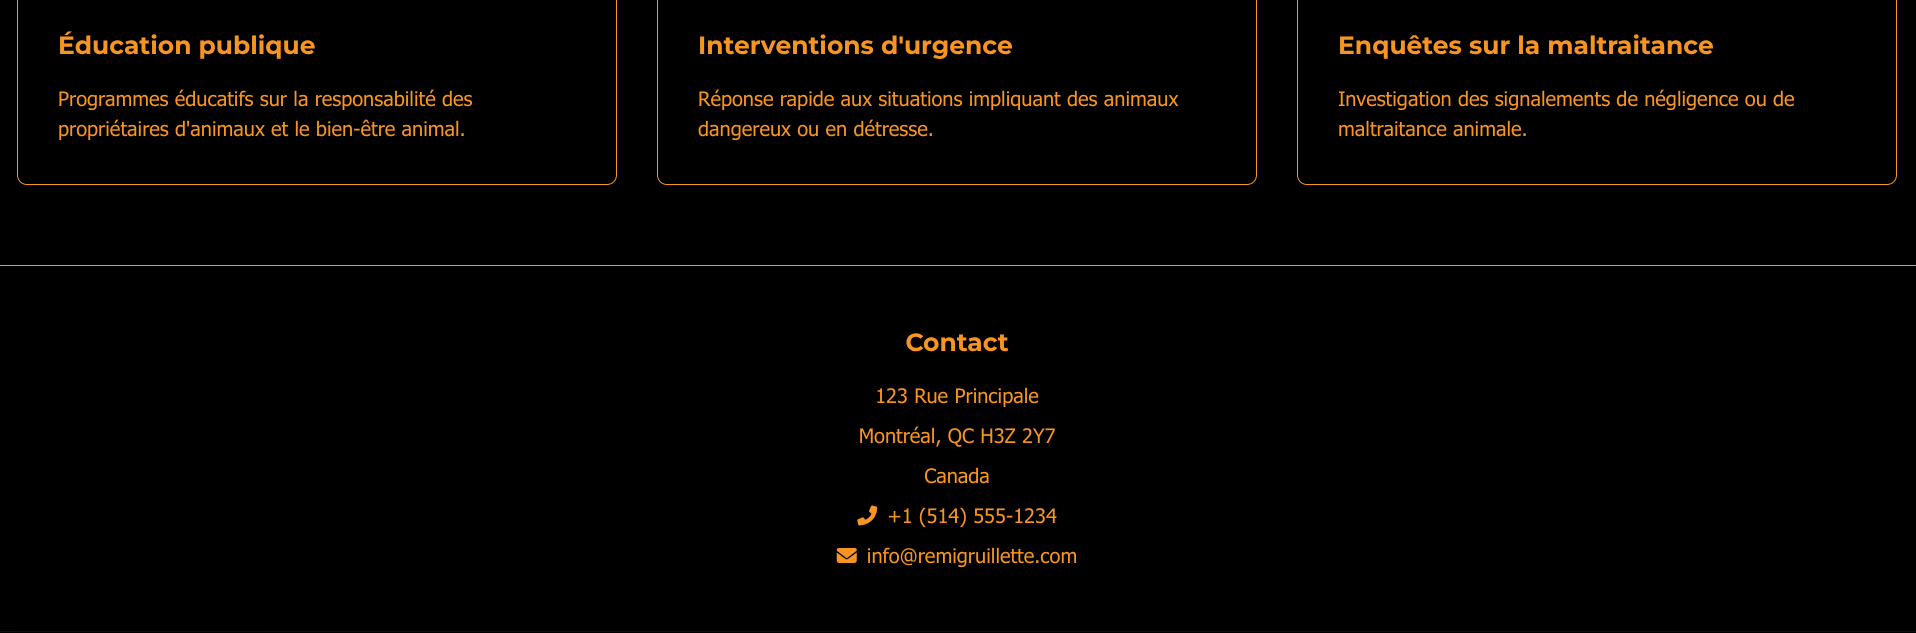 Éducation publique
Programmes éducatifs sur la responsabilité des
propriétaires d'animaux et le bien-être animal.
Interventions d'urgence
Réponse rapide aux situations impliquant des animaux
dangereux ou en détresse.
Enquêtes sur la maltraitance
Investigation des signalements de négligence ou de
maltraitance animale.
Contact
123 Rue Principale
Montréal, QC H3Z 2Y7
Canada
+1 (514) 555-1234
info@remigruillette.com